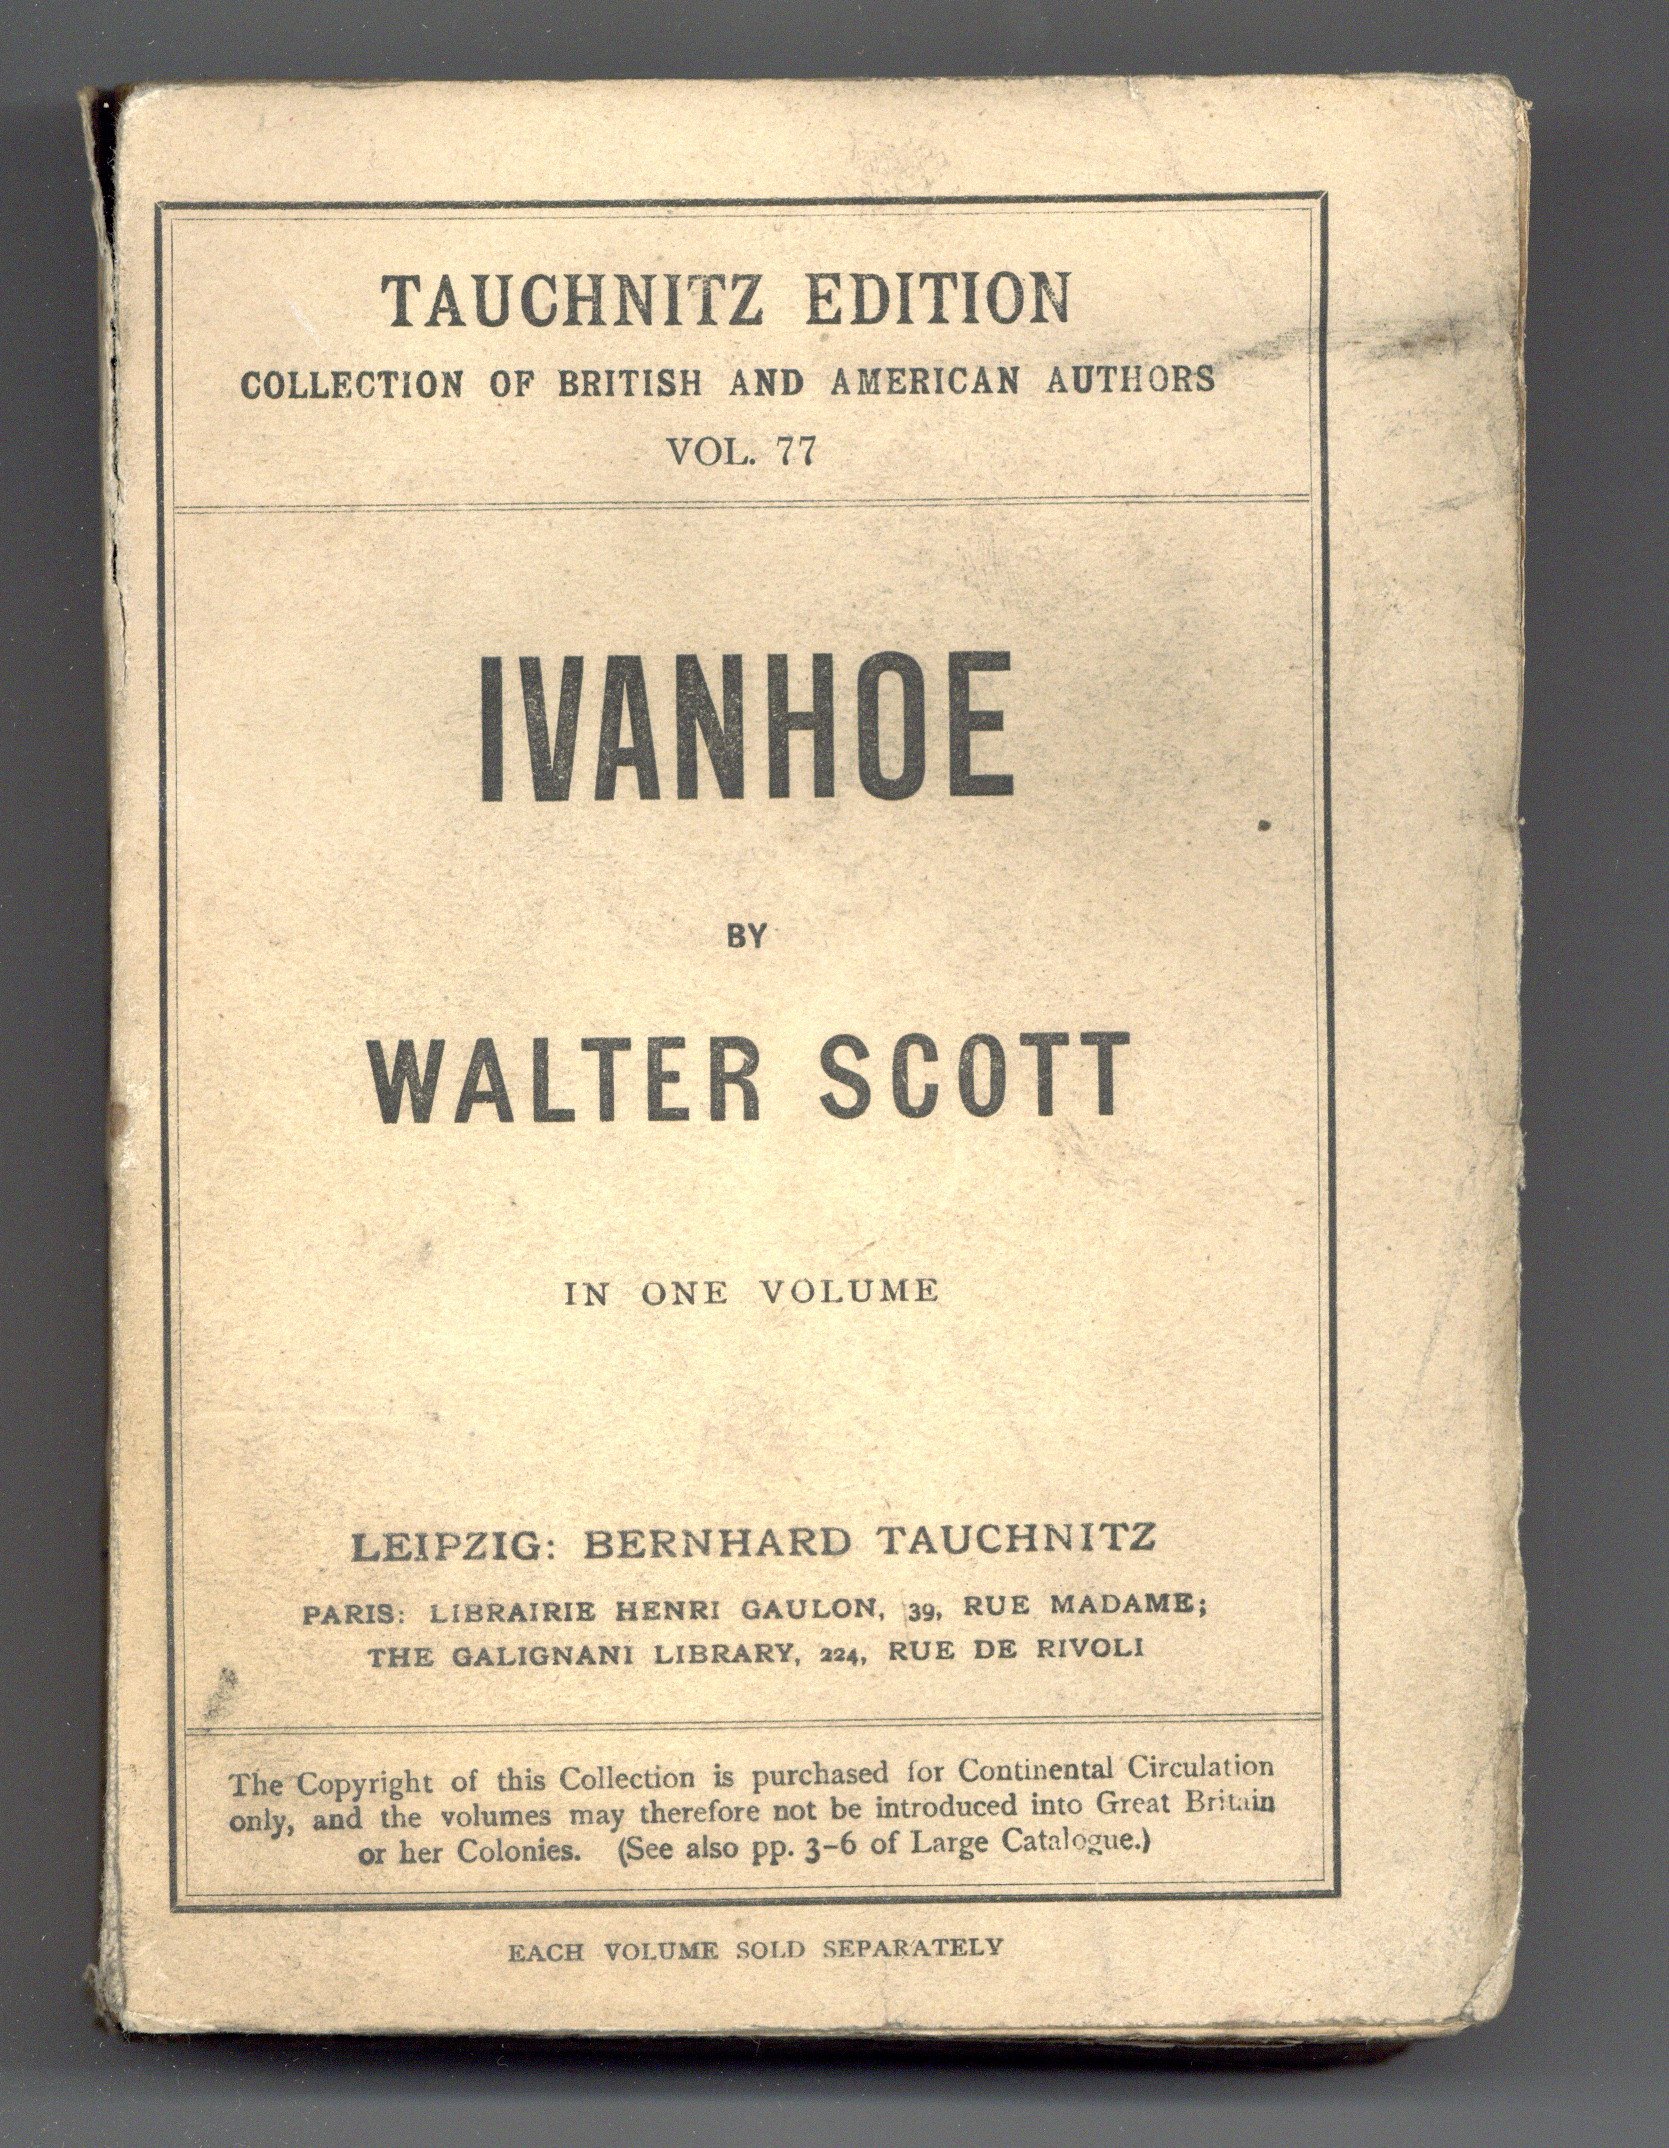 TAUCHNITZ EDITION
COLLECTION OF BRITISH AND AMERICAN AUTHORS
VOL. 77
IVANHOE
BY
WALTER SCOTT
IN ONE VOLUME
LEIPZIG: BERNHARD TAUCHNITZ
PARIS: LIBRAIRIE HENRI GAULON, 39, RUE MADAME;
THE GALIGNANI LIBRARY, 224, RUE DE RIVOLI
The Copyright of this Collection is purchased for Continental Circulation
only, and the volumes may therefore not be introduced into Great Britain
or her Colonies. (See also pp. 3–6 of Large Catalogue.)
EACH VOLUME SOLD SEPARATELY